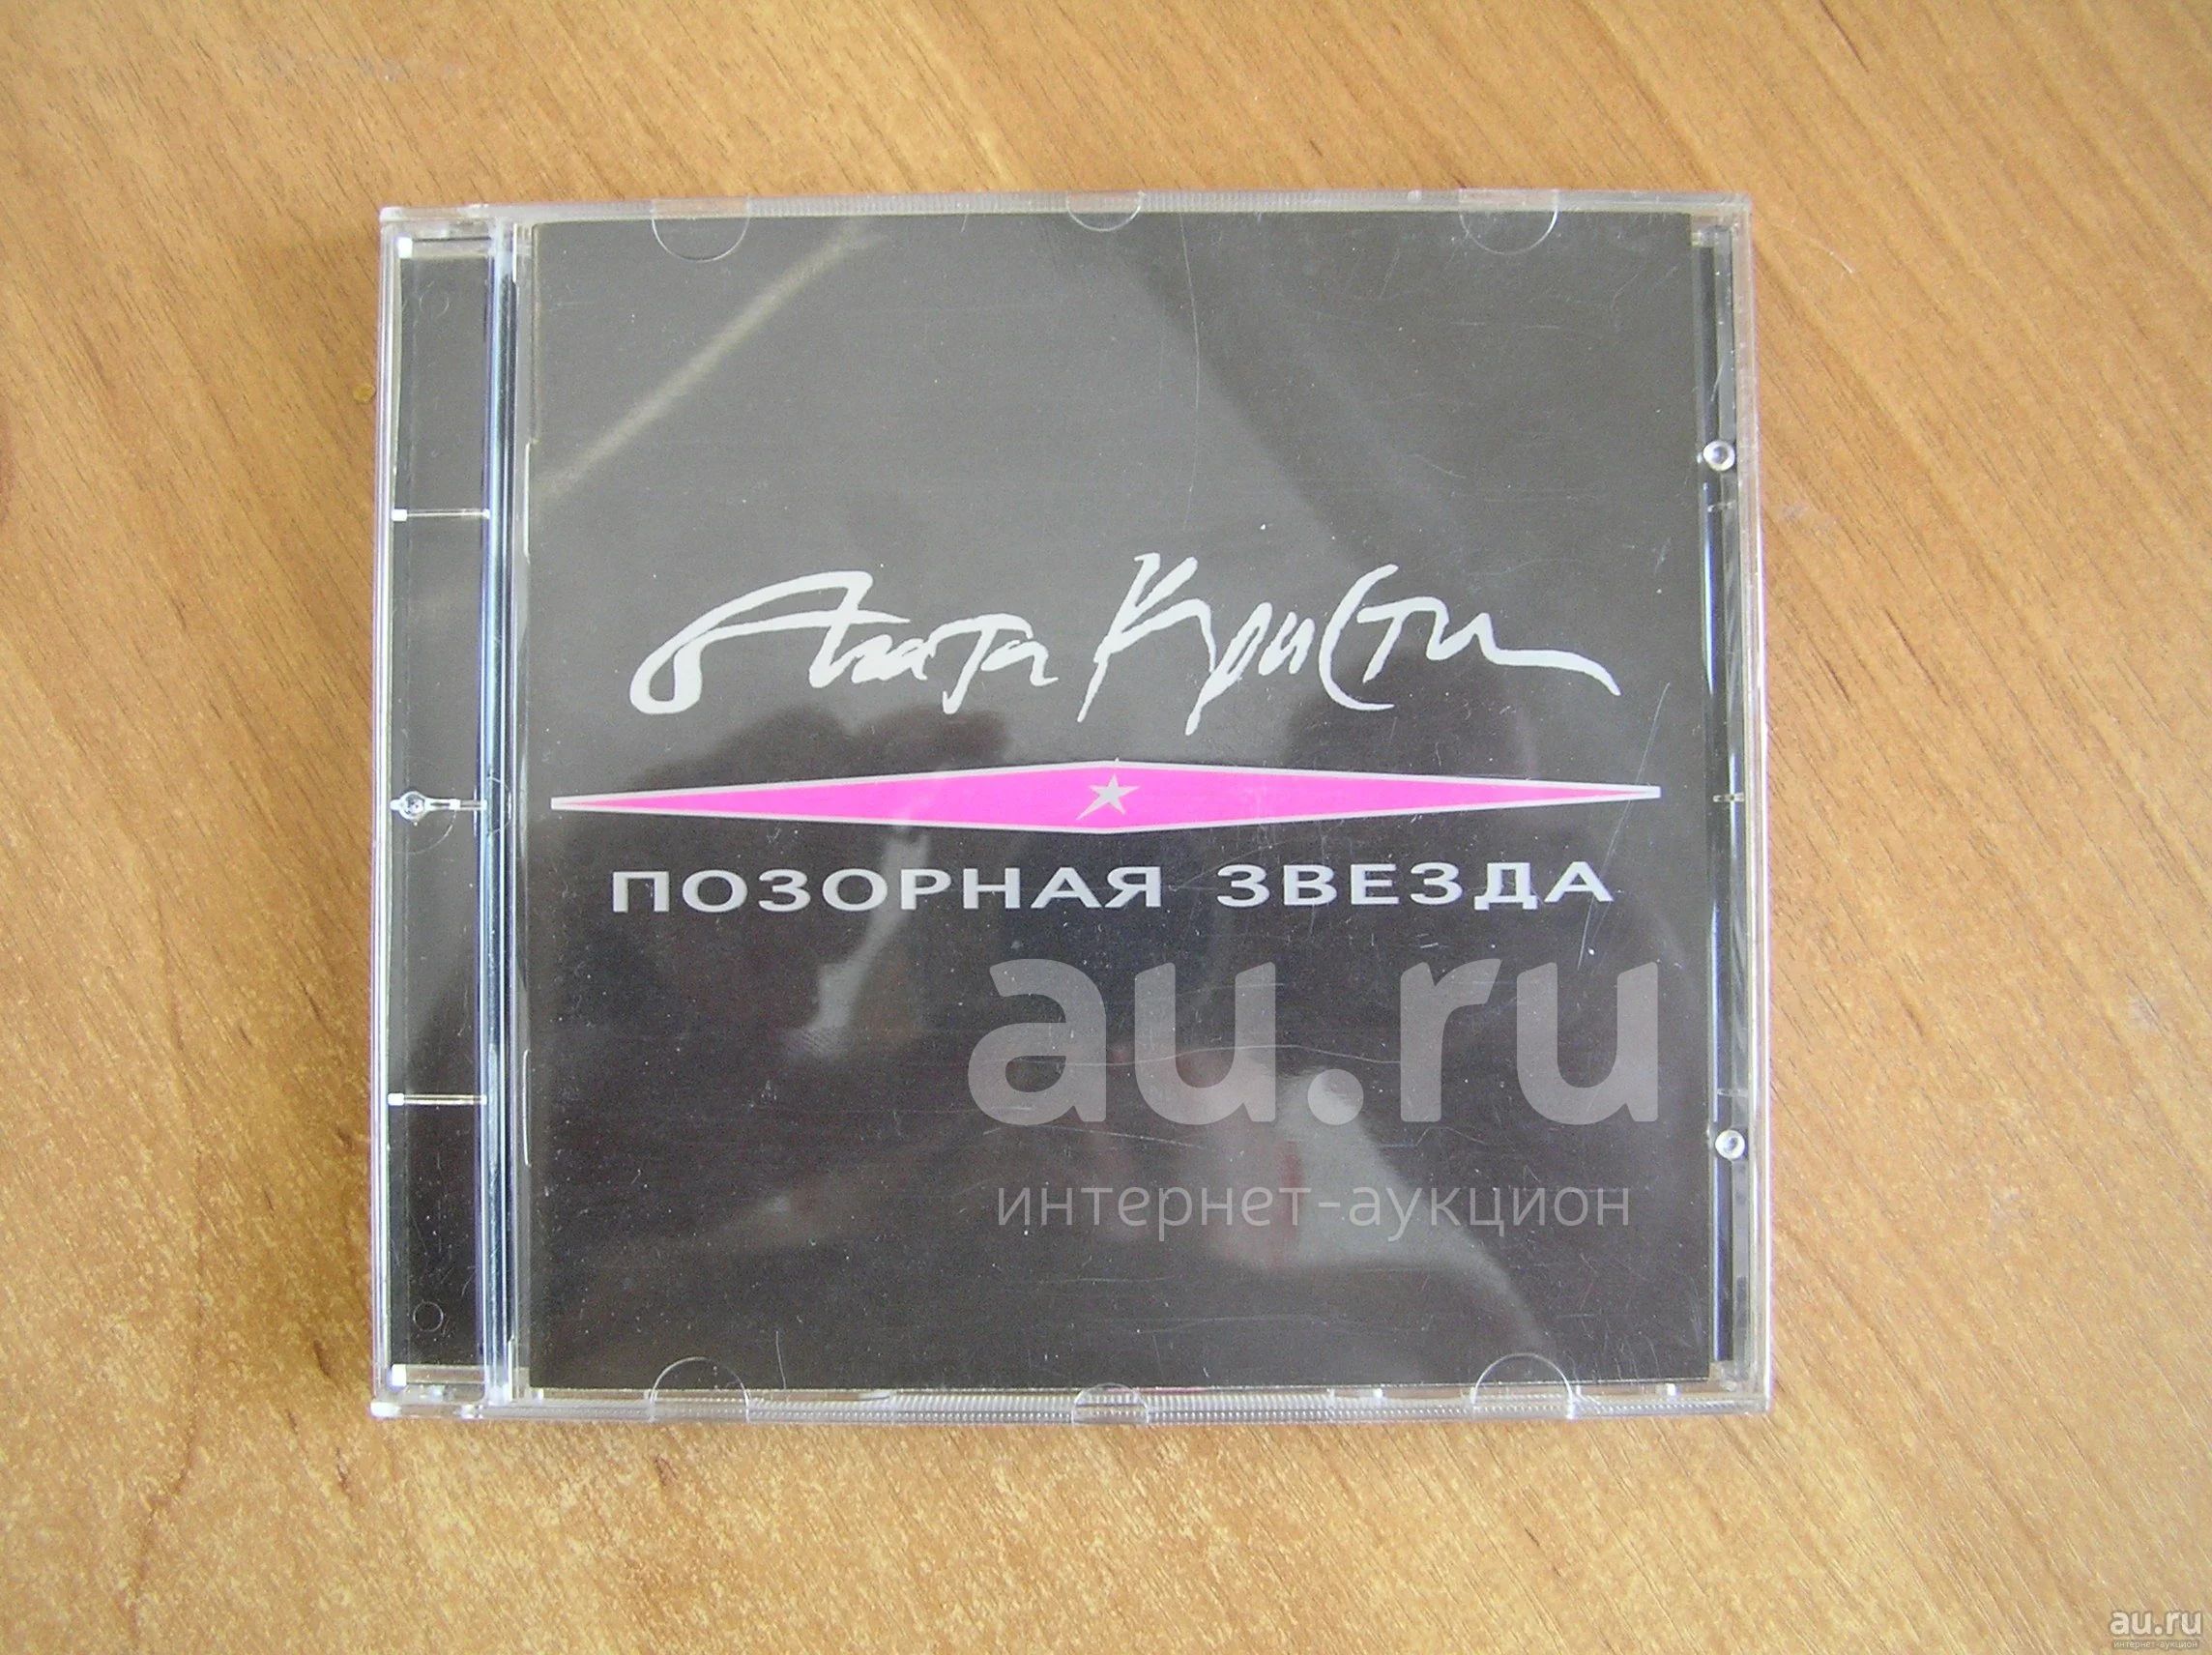 Агата Кристи
ПОЗОРНАЯ ЗВЕЗДА
au.ru
интернет-аукцион
au.ru
интернет-аукцион